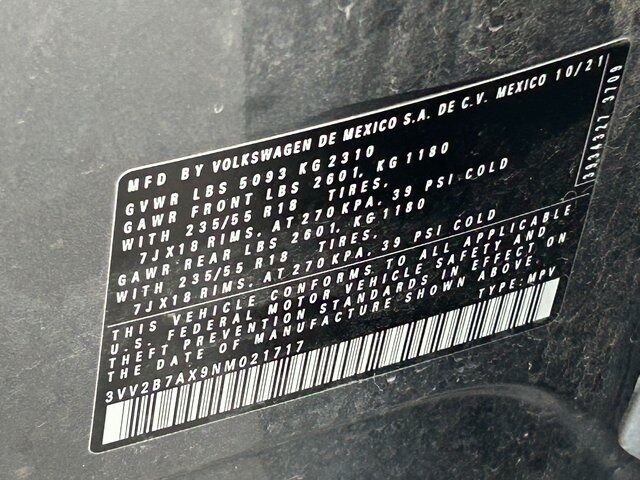 MFD BY VOLKSWAGEN DE MEXICO S.A. DE C.V. MEXICO 10/21
GVWR LBS 5093 KG 2310
GAWR FRONT LBS 2601, KG 1180
WITH 235/55 R18 TIRES,
7JX18 RIMS, AT 270 KPA, 39 PSI COLD
GAWR REAR LBS 2601, KG 1180
WITH 235/55 R18 TIRES,
7JX18 RIMS, AT 270 KPA, 39 PSI COLD
THIS VEHICLE CONFORMS TO ALL APPLICABLE
U.S. FEDERAL MOTOR VEHICLE SAFETY AND
THEFT PREVENTION STANDARDS IN EFFECT ON
THE DATE OF MANUFACTURE SHOWN ABOVE.
TYPE: MPV
3VV2B7AX9NM021717
3334327 3709